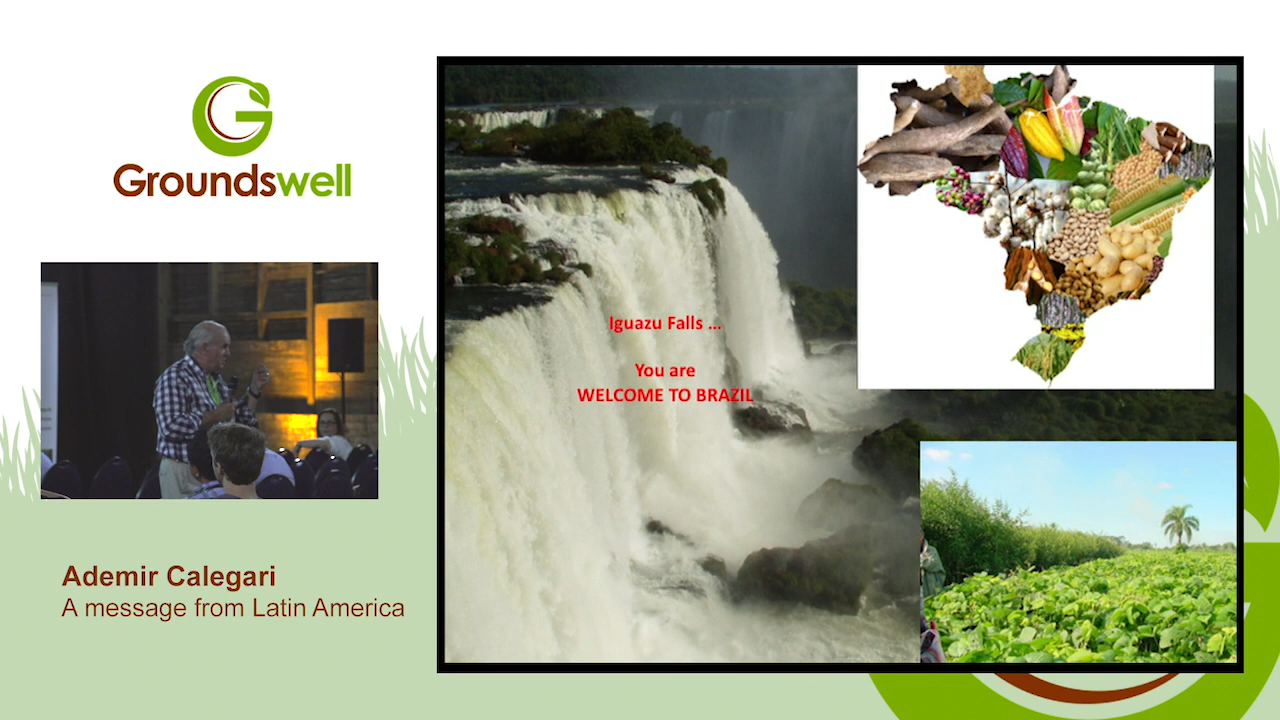 Groundswell
Ademir Calegari
A message from Latin America
Iguazu Falls ...
You are
WELCOME TO BRAZIL